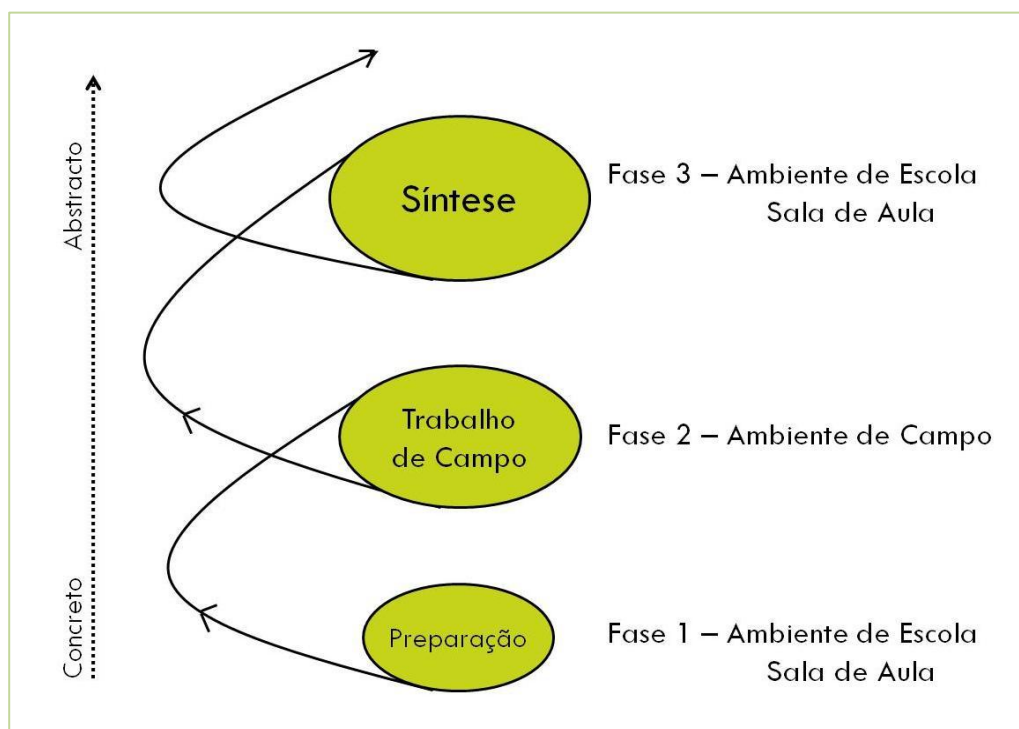 Abstracto
Síntese
Fase 3 – Ambiente de Escola
Sala de Aula
Trabalho
de Campo
Fase 2 – Ambiente de Campo
Concreto
Preparação
Fase 1 – Ambiente de Escola
Sala de Aula